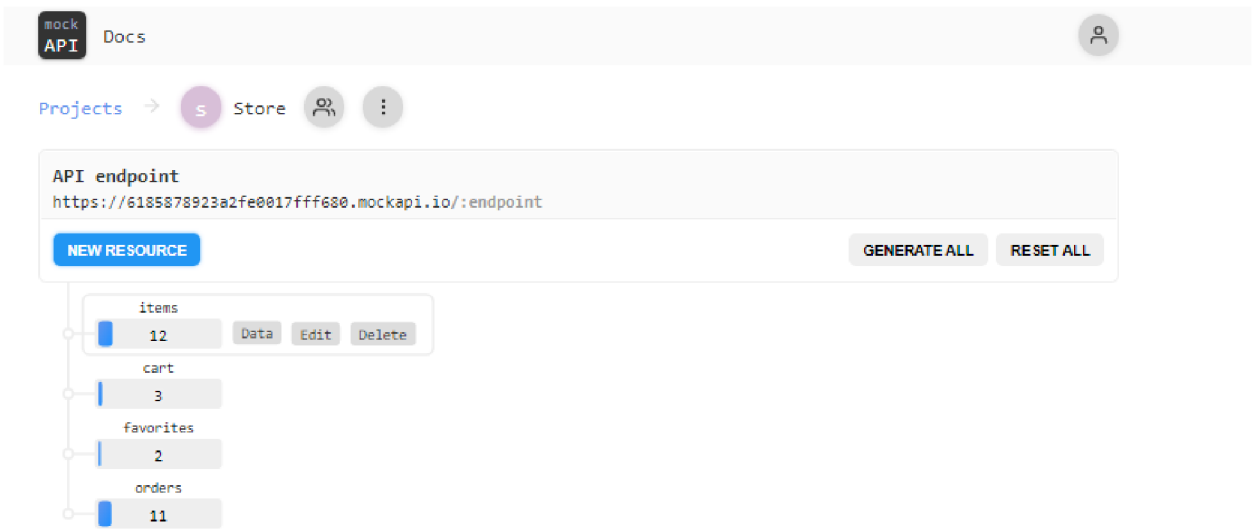 mock
API Docs
Projects → s Store
API endpoint
https://6185878923a2fe0017fff680.mockapi.io/:endpoint
NEW RESOURCE GENERATE ALL RESET ALL
items
12 Data Edit Delete
cart
3
favorites
2
orders
11